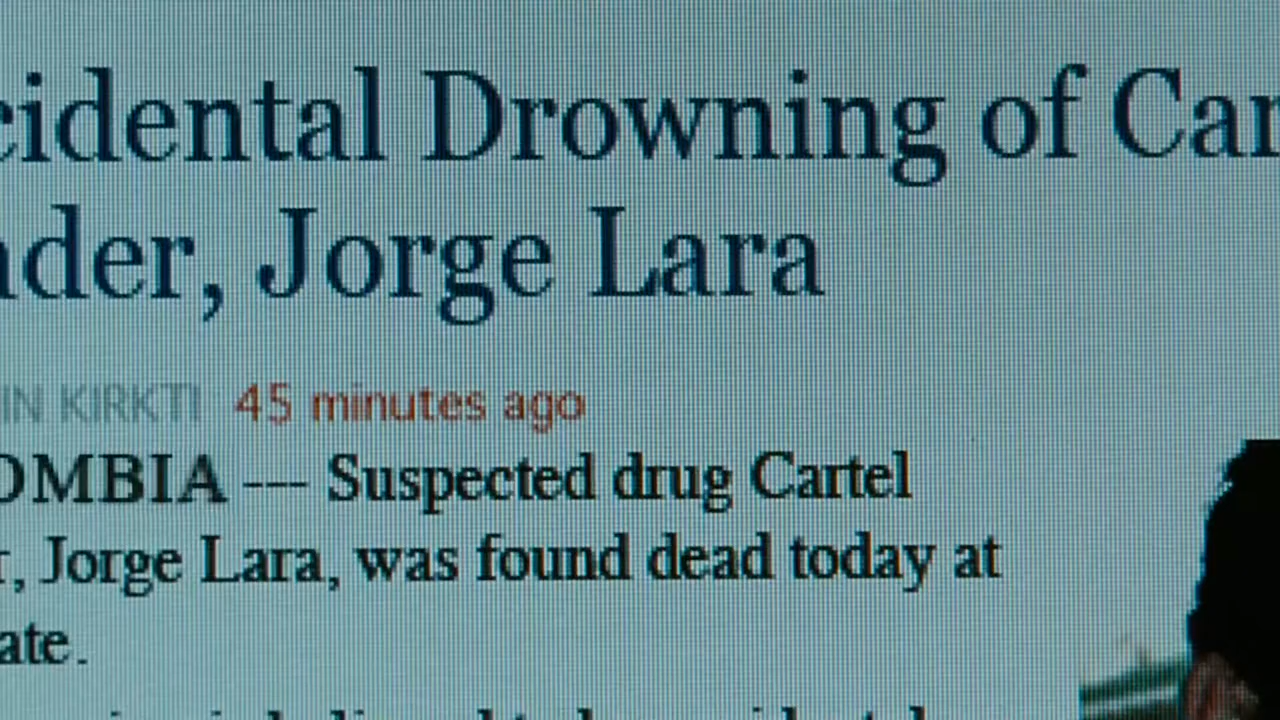 cidental Drowning of Car
der, Jorge Lara
IN KIRKTI 45 minutes ago
OMBIA --- Suspected drug Cartel
r, Jorge Lara, was found dead today at
ate.